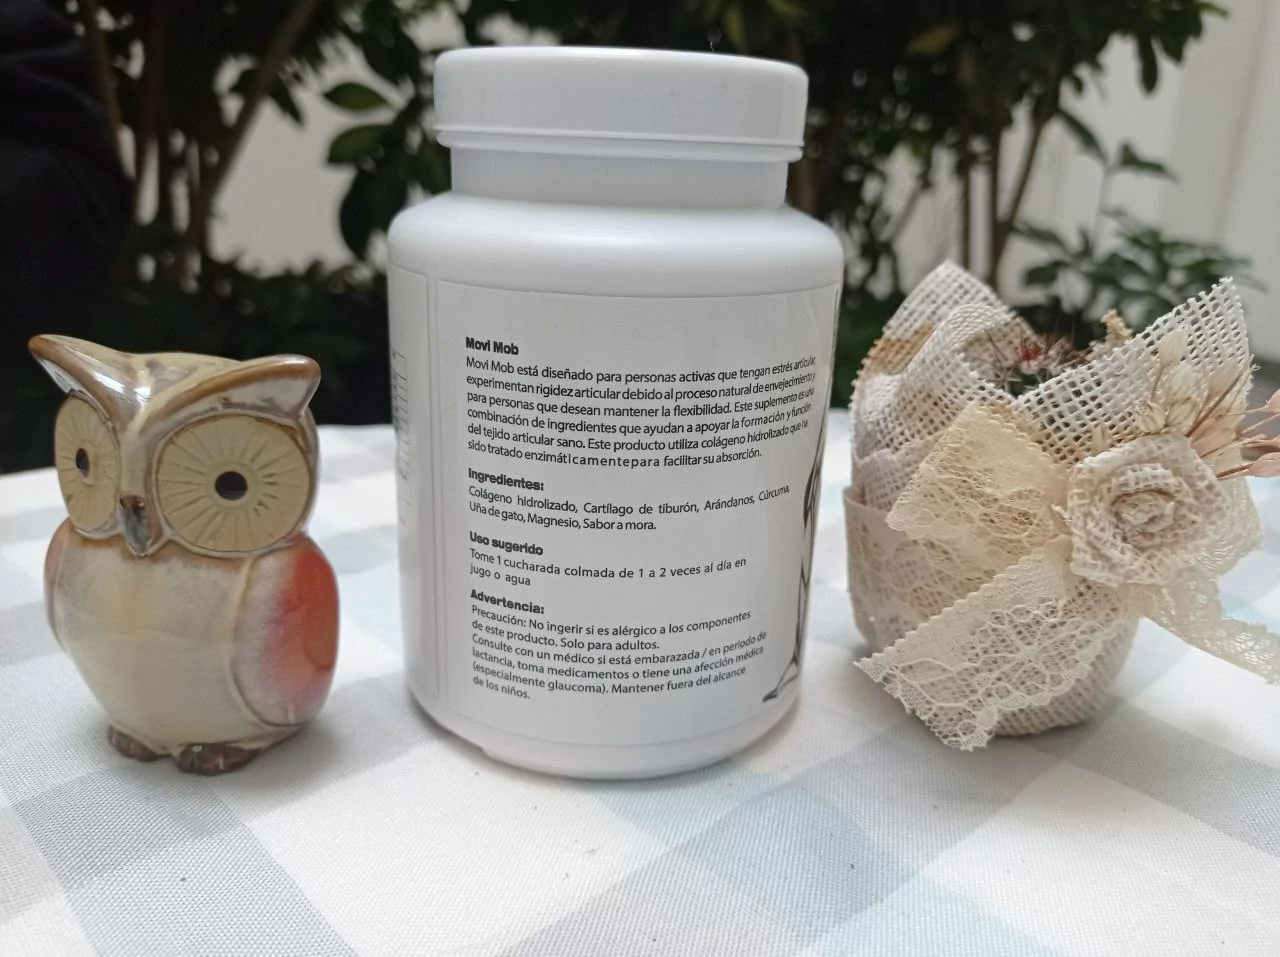 Movi Mob
Movi Mob está diseñado para personas activas que tengan estrés articular,
experimentan rigidez articular debido al proceso natural de envejecimiento y
para personas que desean mantener la flexibilidad. Este suplemento es una
combinación de ingredientes que ayudan a apoyar la formación y función
del tejido articular sano. Este producto utiliza colágeno hidrolizado que ha
sido tratado enzimáticamente para facilitar su absorción.
Ingredientes:
Colágeno hidrolizado, Cartílago de tiburón, Arándanos, Cúrcuma,
Uña de gato, Magnesio, Sabor a mora.
Uso sugerido
Tome 1 cucharada colmada de 1 a 2 veces al día en
jugo o agua
Advertencia:
Precaución: No ingerir si es alérgico a los componentes
de este producto. Solo para adultos.
Consulte con un médico si está embarazada / en periodo de
lactancia, toma medicamentos o tiene una afección médica
(especialmente glaucoma). Mantener fuera del alcance
de los niños.